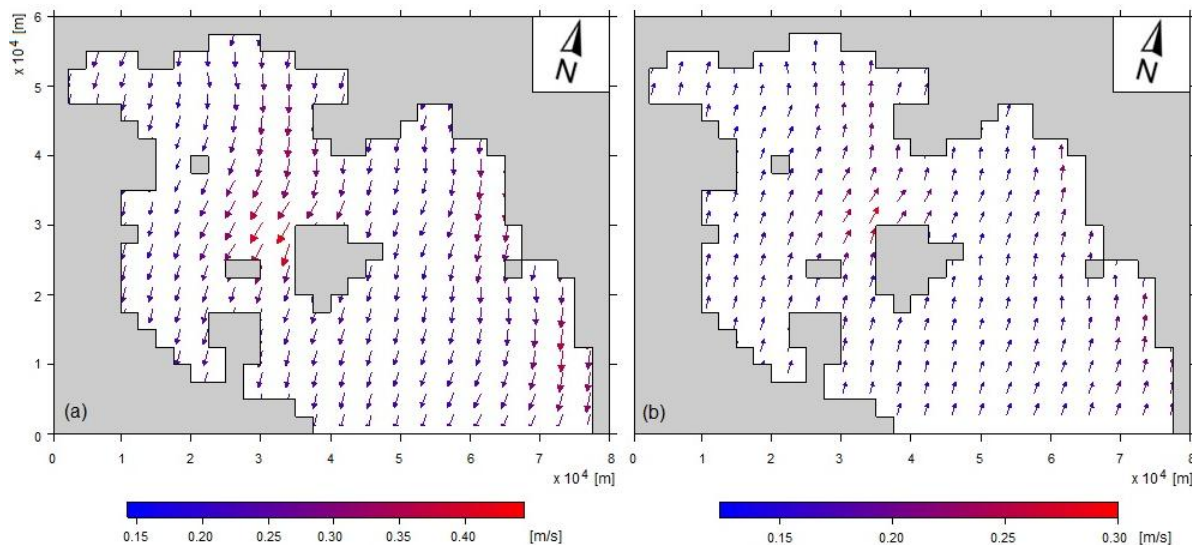 6
5
4
3
2
1
0
x 10⁴ [m]
N
(a)
0 1 2 3 4 5 6 7 8
x 10⁴ [m]
0.15 0.20 0.25 0.30 0.35 0.40 [m/s]
N
(b)
0 1 2 3 4 5 6 7 8
x 10⁴ [m]
0.15 0.20 0.25 0.30 [m/s]